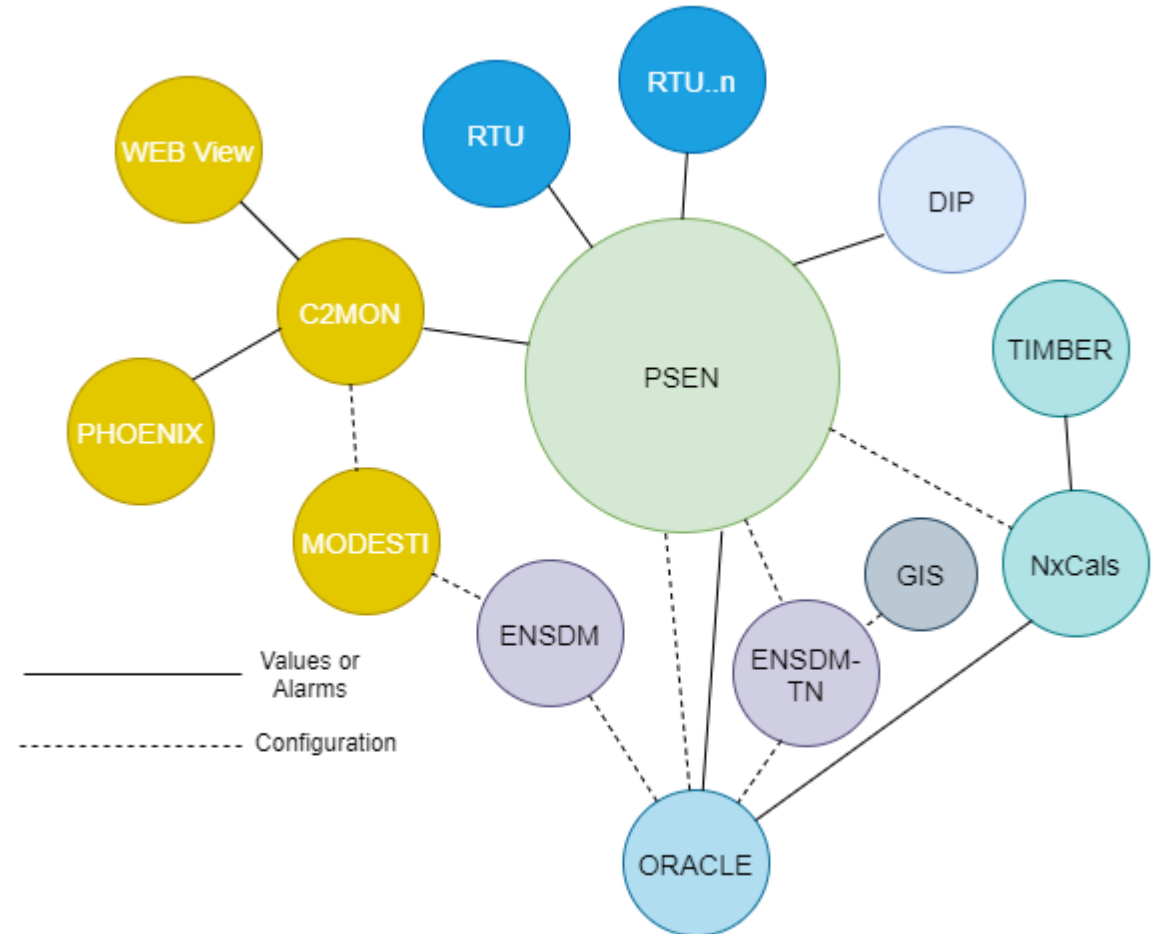 RTU..n
RTU
WEB View
DIP
C2MON
TIMBER
PSEN
PHOENIX
MODESTI
NxCals
GIS
ENSDM
ENSDM-
TN
Values or
Alarms
Configuration
ORACLE